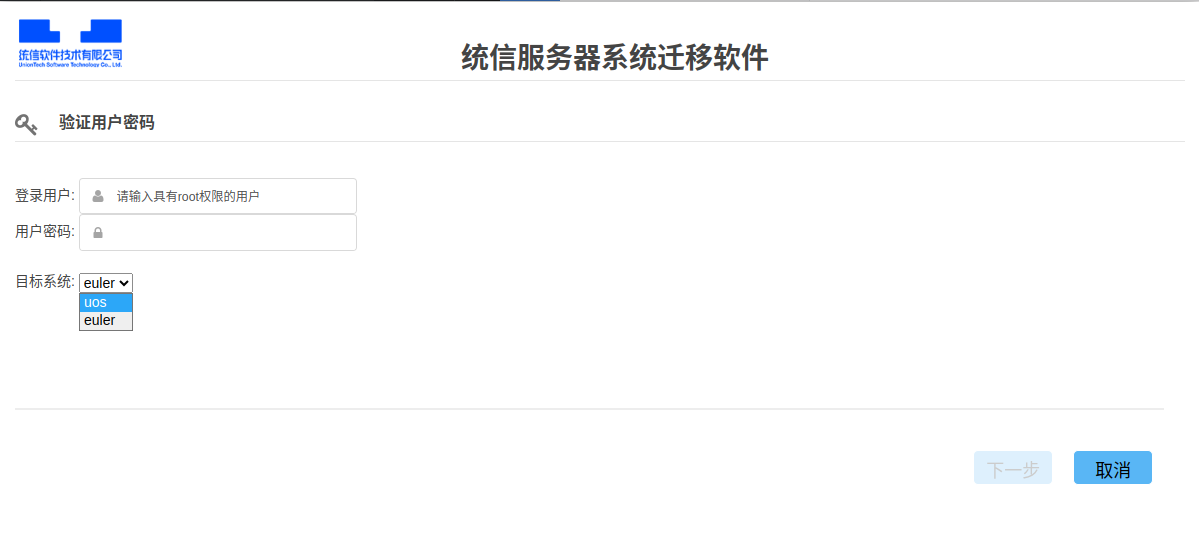 统信软件技术有限公司
UnionTech Software Technology Co., Ltd.
统信服务器系统迁移软件
验证用户密码
登录用户: 请输入具有root权限的用户
用户密码:
目标系统: euler
uos
euler
下一步 取消